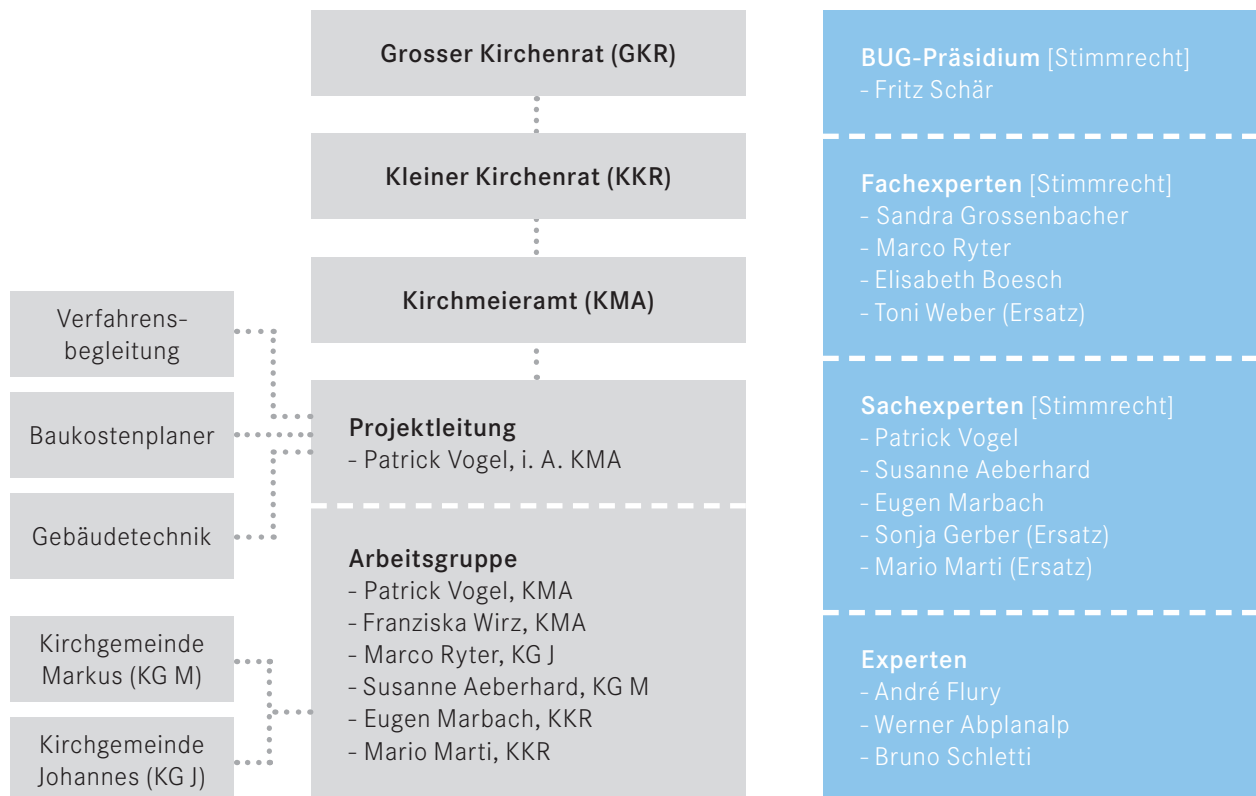 Grosser Kirchenrat (GKR)
Kleiner Kirchenrat (KKR)
Kirchmeieramt (KMA)
Verfahrens-
begleitung
Baukostenplaner
Gebäudetechnik
Projektleitung
- Patrick Vogel, i. A. KMA
Arbeitsgruppe
- Patrick Vogel, KMA
- Franziska Wirz, KMA
- Marco Ryter, KG J
- Susanne Aeberhard, KG M
- Eugen Marbach, KKR
- Mario Marti, KKR
Kirchgemeinde
Markus (KG M)
Kirchgemeinde
Johannes (KG J)
BUG-Präsidium [Stimmrecht]
- Fritz Schär
Fachexperten [Stimmrecht]
- Sandra Grossenbacher
- Marco Ryter
- Elisabeth Boesch
- Toni Weber (Ersatz)
Sachexperten [Stimmrecht]
- Patrick Vogel
- Susanne Aeberhard
- Eugen Marbach
- Sonja Gerber (Ersatz)
- Mario Marti (Ersatz)
Experten
- André Flury
- Werner Abplanalp
- Bruno Schletti